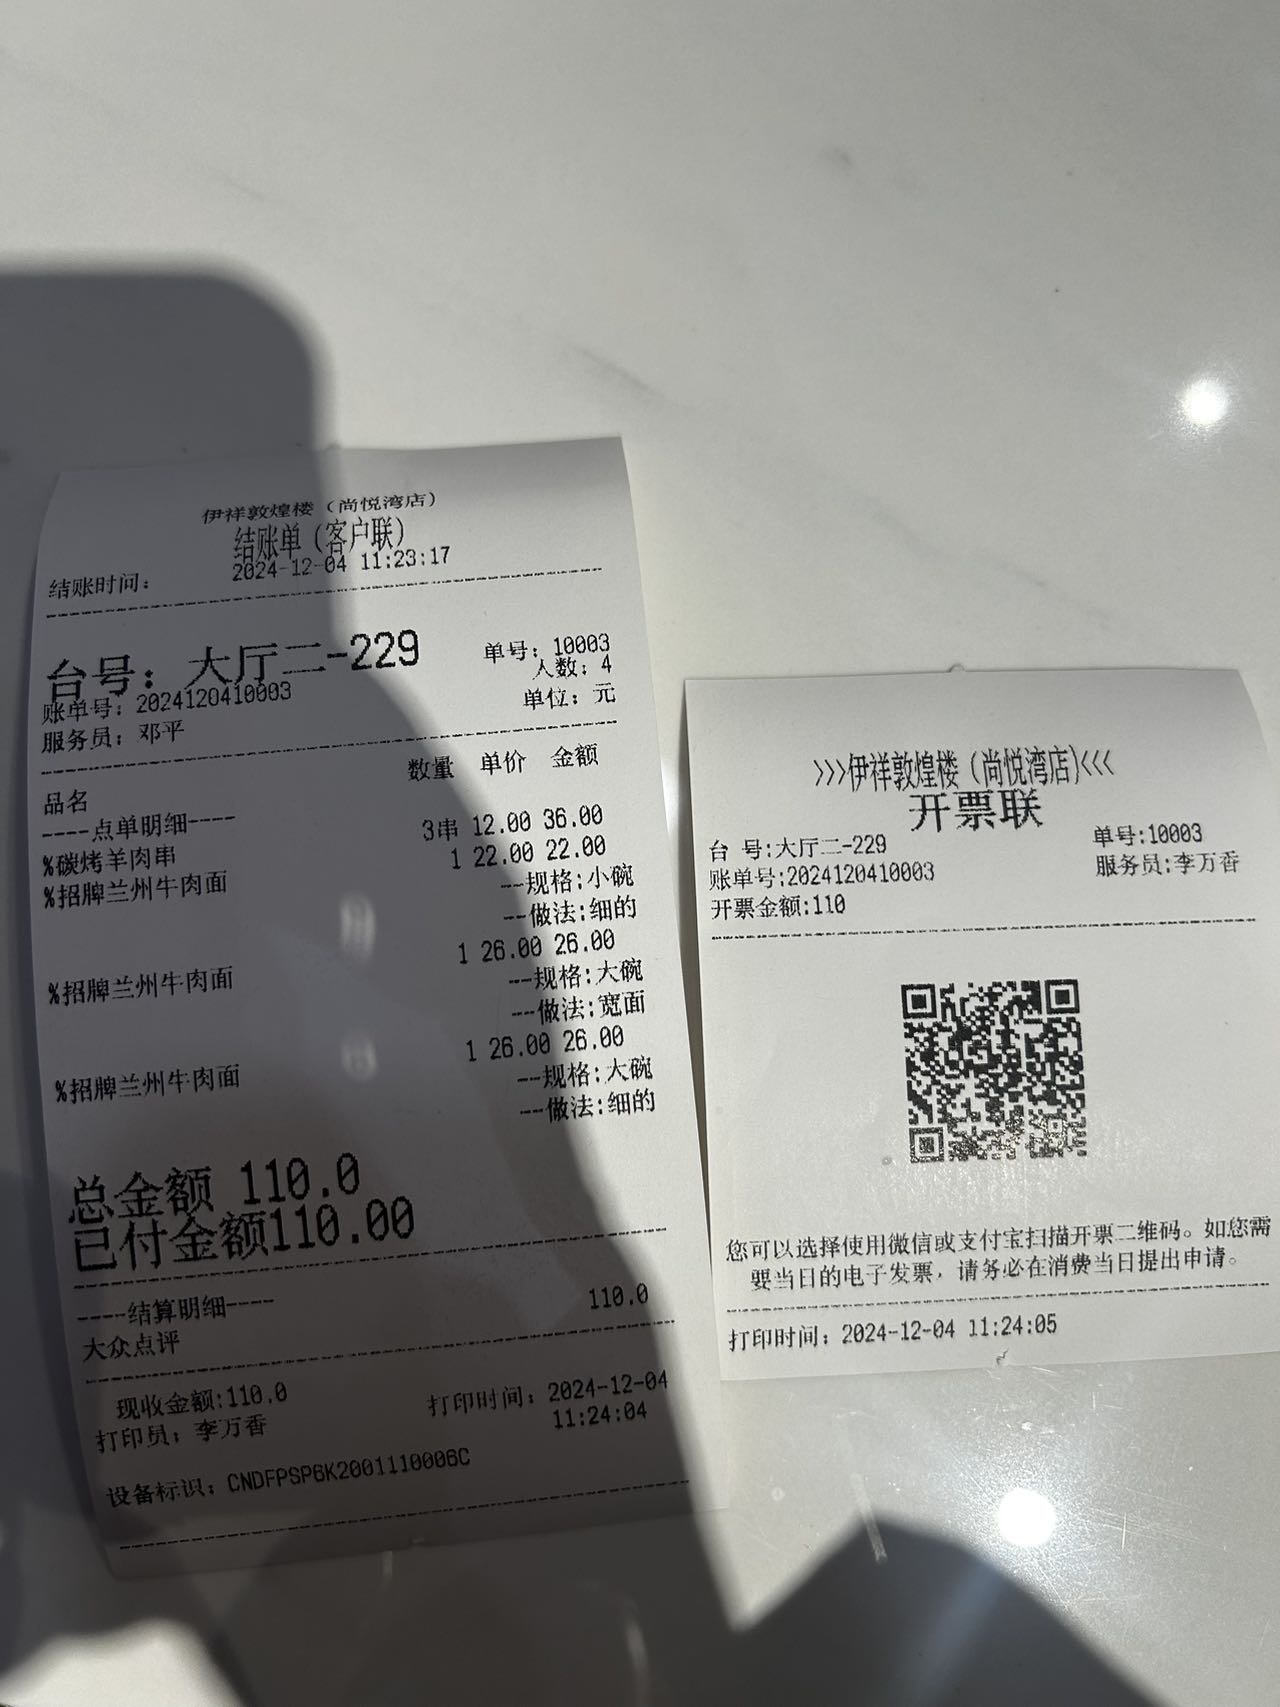 伊祥敦煌楼（尚悦湾店）
结账单（客户联）
结账时间： 2024-12-04 11:23:17
台号：大厅二-229 单号：10003
人数：4
账单号：2024120410003 单位：元
服务员：邓平
品名 数量 单价 金额
----点单明细----
%碳烤羊肉串 3串 12.00 36.00
%招牌兰州牛肉面 1 22.00 22.00
---规格:小碗
---做法:细的
%招牌兰州牛肉面 1 26.00 26.00
---规格:大碗
---做法:宽面
%招牌兰州牛肉面 1 26.00 26.00
---规格:大碗
---做法:细的
总金额 110.0
已付金额110.00
----结算明细----
大众点评 110.0
现收金额:110.0
打印员：李万香 打印时间：2024-12-04 11:24:04
设备标识：CNDFPSP6K2001110006C
>>>伊祥敦煌楼（尚悦湾店)<<<
开票联
台 号:大厅二-229 单号:10003
账单号:2024120410003 服务员:李万香
开票金额:110
您可以选择使用微信或支付宝扫描开票二维码。如您需
要当日的电子发票，请务必在消费当日提出申请。
打印时间：2024-12-04 11:24:05